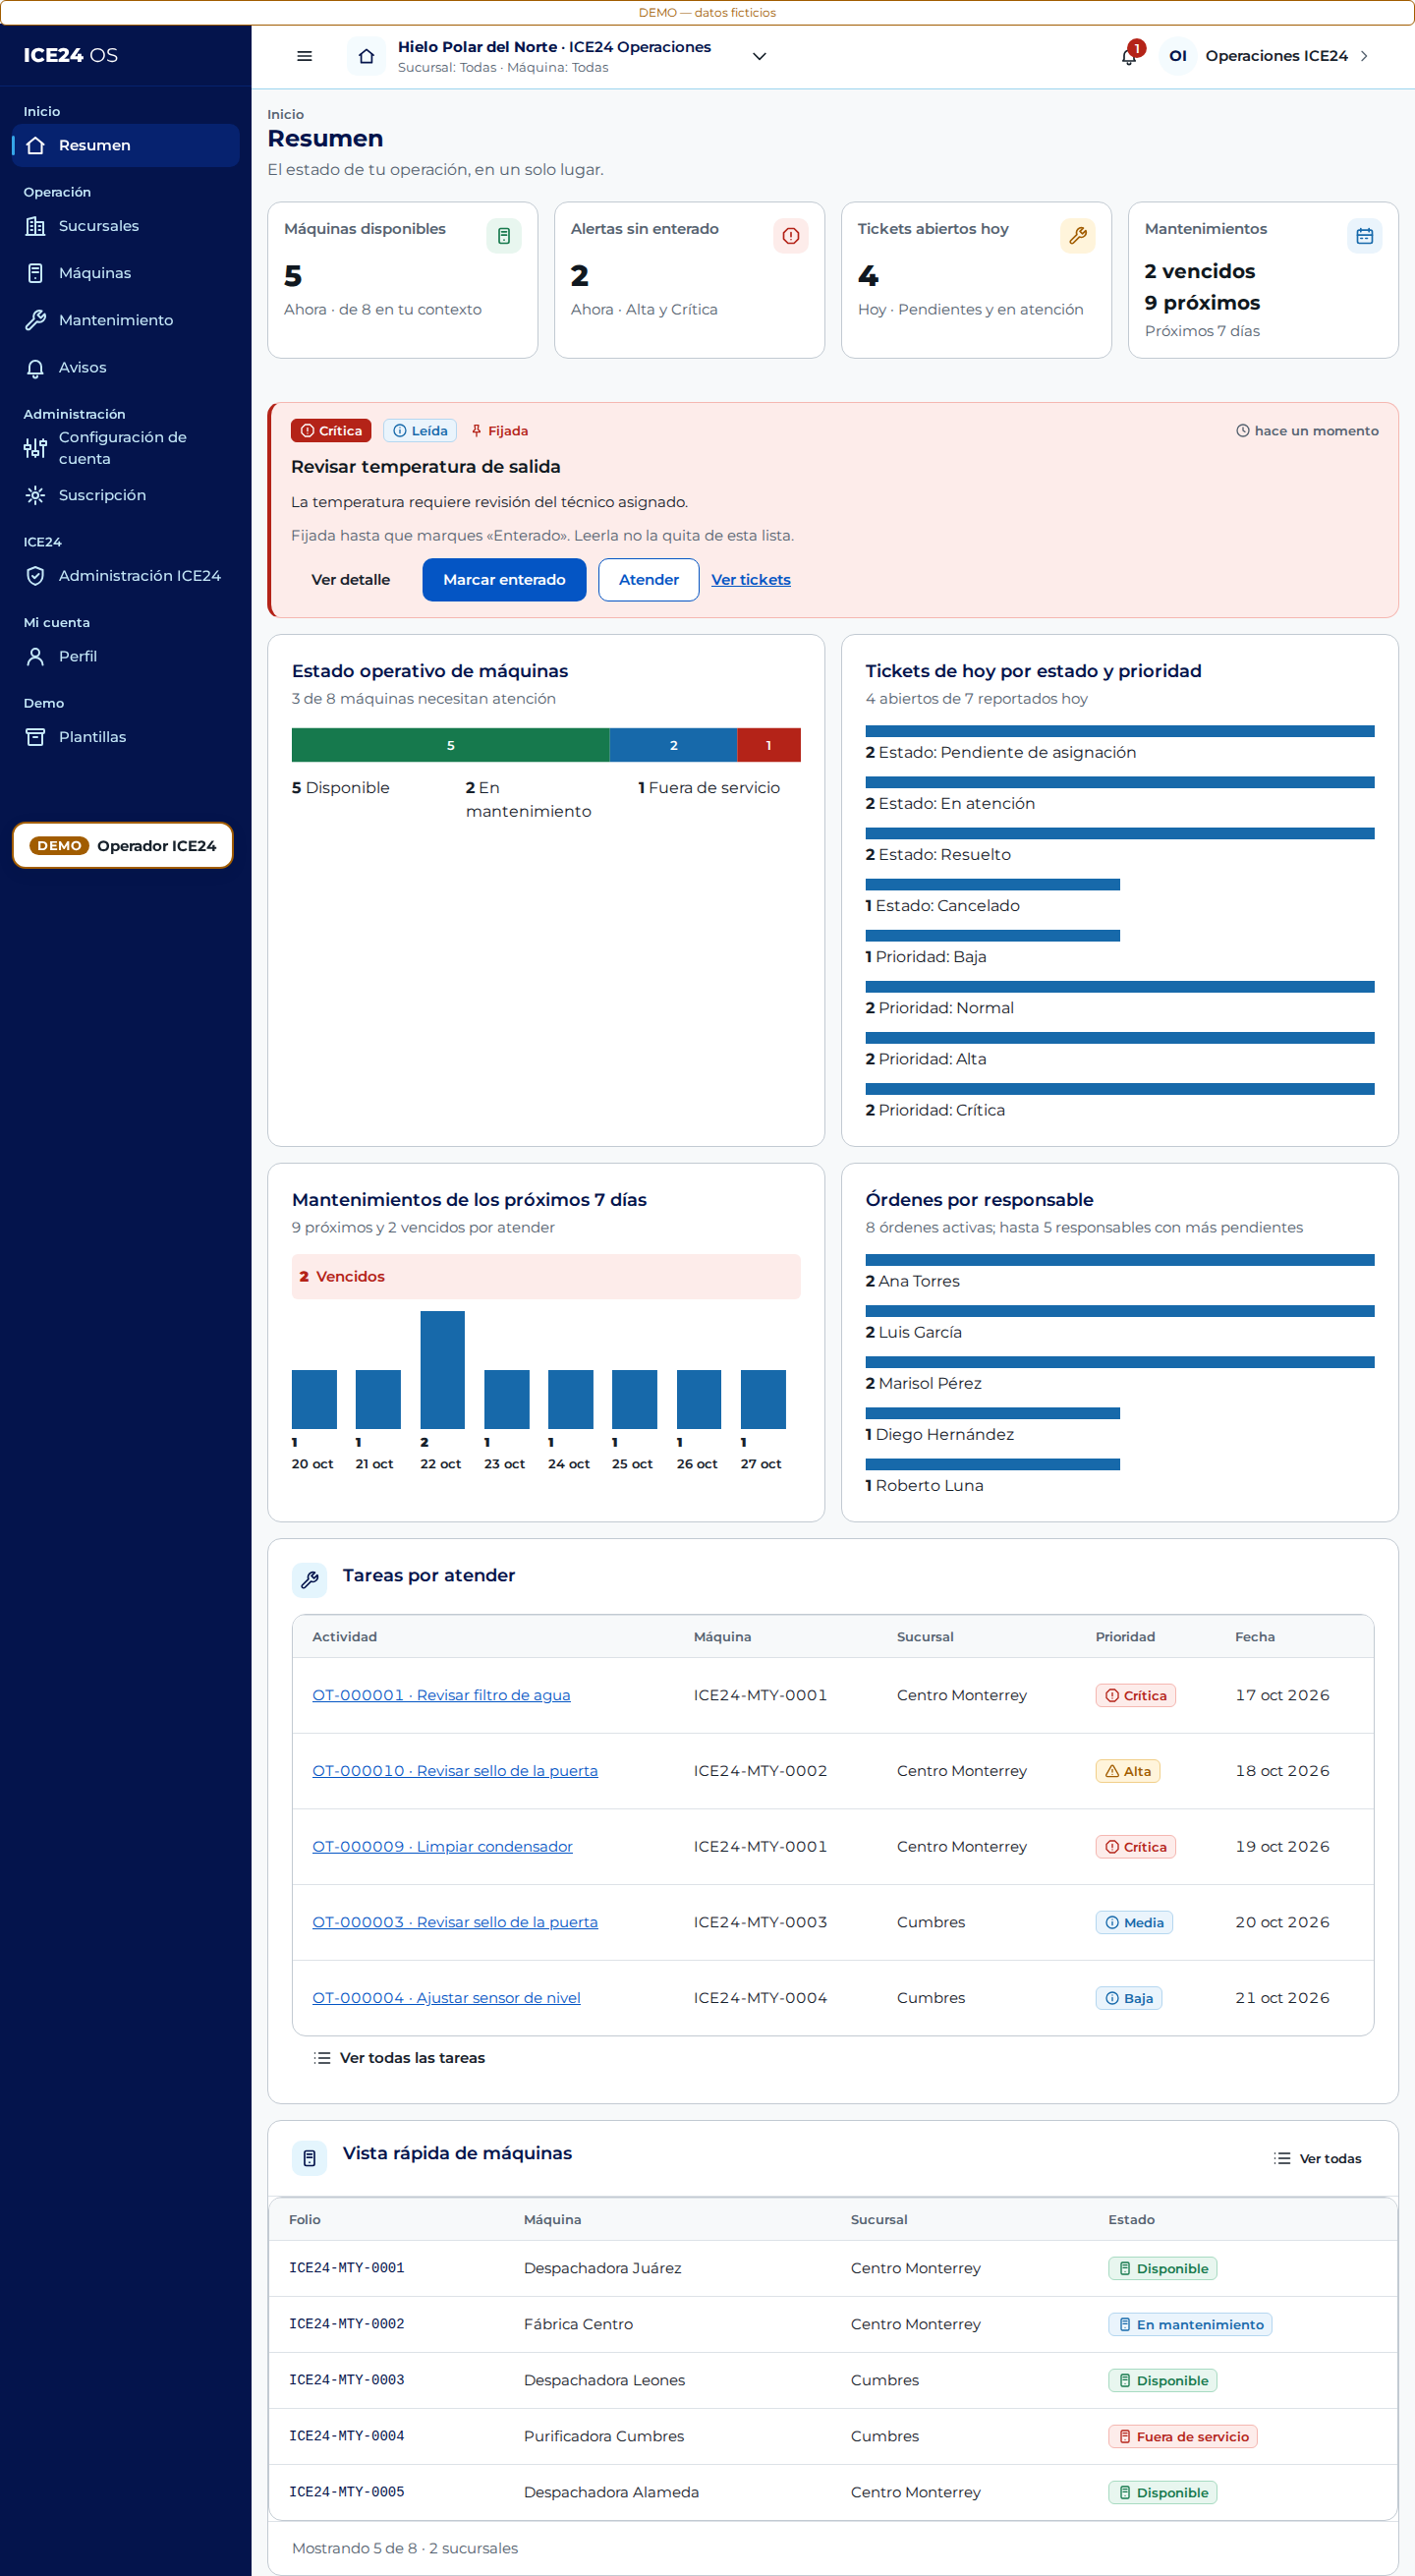 DEMO — datos ficticios
ICE24 OS
Inicio
Resumen
Operación
Sucursales
Máquinas
Mantenimiento
Avisos
Administración
Configuración de
cuenta
Suscripción
ICE24
Administración ICE24
Mi cuenta
Perfil
Demo
Plantillas
DEMO Operador ICE24
Hielo Polar del Norte · ICE24 Operaciones
Sucursal: Todas · Máquina: Todas
1
OI Operaciones ICE24
Inicio
Resumen
El estado de tu operación, en un solo lugar.
Máquinas disponibles
5
Ahora · de 8 en tu contexto
Alertas sin enterado
2
Ahora · Alta y Crítica
Tickets abiertos hoy
4
Hoy · Pendientes y en atención
Mantenimientos
2 vencidos
9 próximos
Próximos 7 días
Crítica Leída Fijada hace un momento
Revisar temperatura de salida
La temperatura requiere revisión del técnico asignado.
Fijada hasta que marques «Enterado». Leerla no la quita de esta lista.
Ver detalle Marcar enterado Atender Ver tickets
Estado operativo de máquinas
3 de 8 máquinas necesitan atención
5 2 1
5 Disponible 2 En mantenimiento 1 Fuera de servicio
Tickets de hoy por estado y prioridad
4 abiertos de 7 reportados hoy
2 Estado: Pendiente de asignación
2 Estado: En atención
2 Estado: Resuelto
1 Estado: Cancelado
1 Prioridad: Baja
2 Prioridad: Normal
2 Prioridad: Alta
2 Prioridad: Crítica
Mantenimientos de los próximos 7 días
9 próximos y 2 vencidos por atender
2 Vencidos
1 1 2 1 1 1 1 1
20 oct 21 oct 22 oct 23 oct 24 oct 25 oct 26 oct 27 oct
Órdenes por responsable
8 órdenes activas; hasta 5 responsables con más pendientes
2 Ana Torres
2 Luis García
2 Marisol Pérez
1 Diego Hernández
1 Roberto Luna
Tareas por atender
Actividad Máquina Sucursal Prioridad Fecha
OT-000001 · Revisar filtro de agua ICE24-MTY-0001 Centro Monterrey Crítica 17 oct 2026
OT-000010 · Revisar sello de la puerta ICE24-MTY-0002 Centro Monterrey Alta 18 oct 2026
OT-000009 · Limpiar condensador ICE24-MTY-0001 Centro Monterrey Crítica 19 oct 2026
OT-000003 · Revisar sello de la puerta ICE24-MTY-0003 Cumbres Media 20 oct 2026
OT-000004 · Ajustar sensor de nivel ICE24-MTY-0004 Cumbres Baja 21 oct 2026
Ver todas las tareas
Vista rápida de máquinas Ver todas
Folio Máquina Sucursal Estado
ICE24-MTY-0001 Despachadora Juárez Centro Monterrey Disponible
ICE24-MTY-0002 Fábrica Centro Centro Monterrey En mantenimiento
ICE24-MTY-0003 Despachadora Leones Cumbres Disponible
ICE24-MTY-0004 Purificadora Cumbres Cumbres Fuera de servicio
ICE24-MTY-0005 Despachadora Alameda Centro Monterrey Disponible
Mostrando 5 de 8 · 2 sucursales